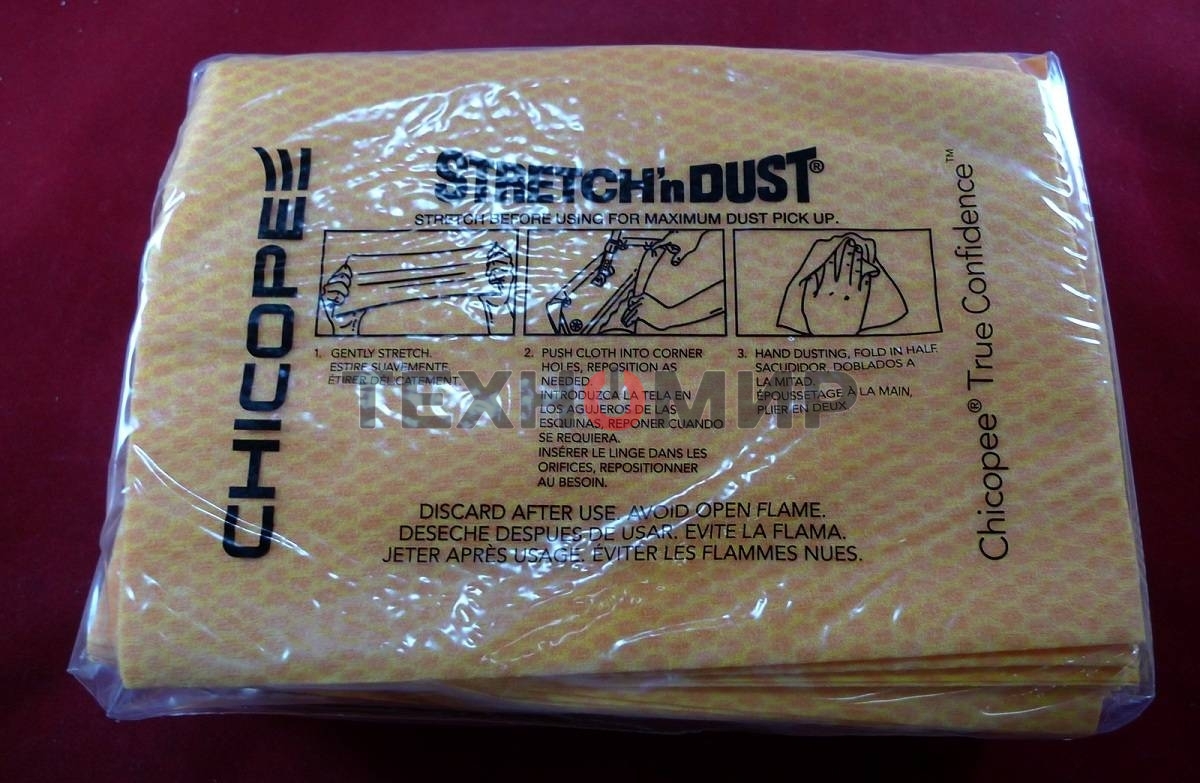 CHICOPEE
STRETCH'n DUST®
STRETCH BEFORE USING FOR MAXIMUM DUST PICK UP.
1. GENTLY STRETCH.
ESTIRE SUAVEMENTE.
ÉTIRER DÉLICATEMENT.
2. PUSH CLOTH INTO CORNER
HOLES, REPOSITION AS
NEEDED.
INTRODUZCA LA TELA EN
LOS AGUJEROS DE LAS
ESQUINAS, REPONER CUANDO
SE REQUIERA.
INSÉRER LE LINGE DANS LES
ORIFICES, REPOSITIONNER
AU BESOIN.
3. HAND DUSTING, FOLD IN HALF.
SACUDIDOR, DOBLADOS A
LA MITAD.
ÉPOUSSETAGE À LA MAIN,
PLIER EN DEUX.
ТЕХНОМИР
DISCARD AFTER USE. AVOID OPEN FLAME.
DESECHE DESPUES DE USAR. EVITE LA FLAMA.
JETER APRÈS USAGE. ÉVITER LES FLAMMES NUES.
Chicopee® True Confidence™